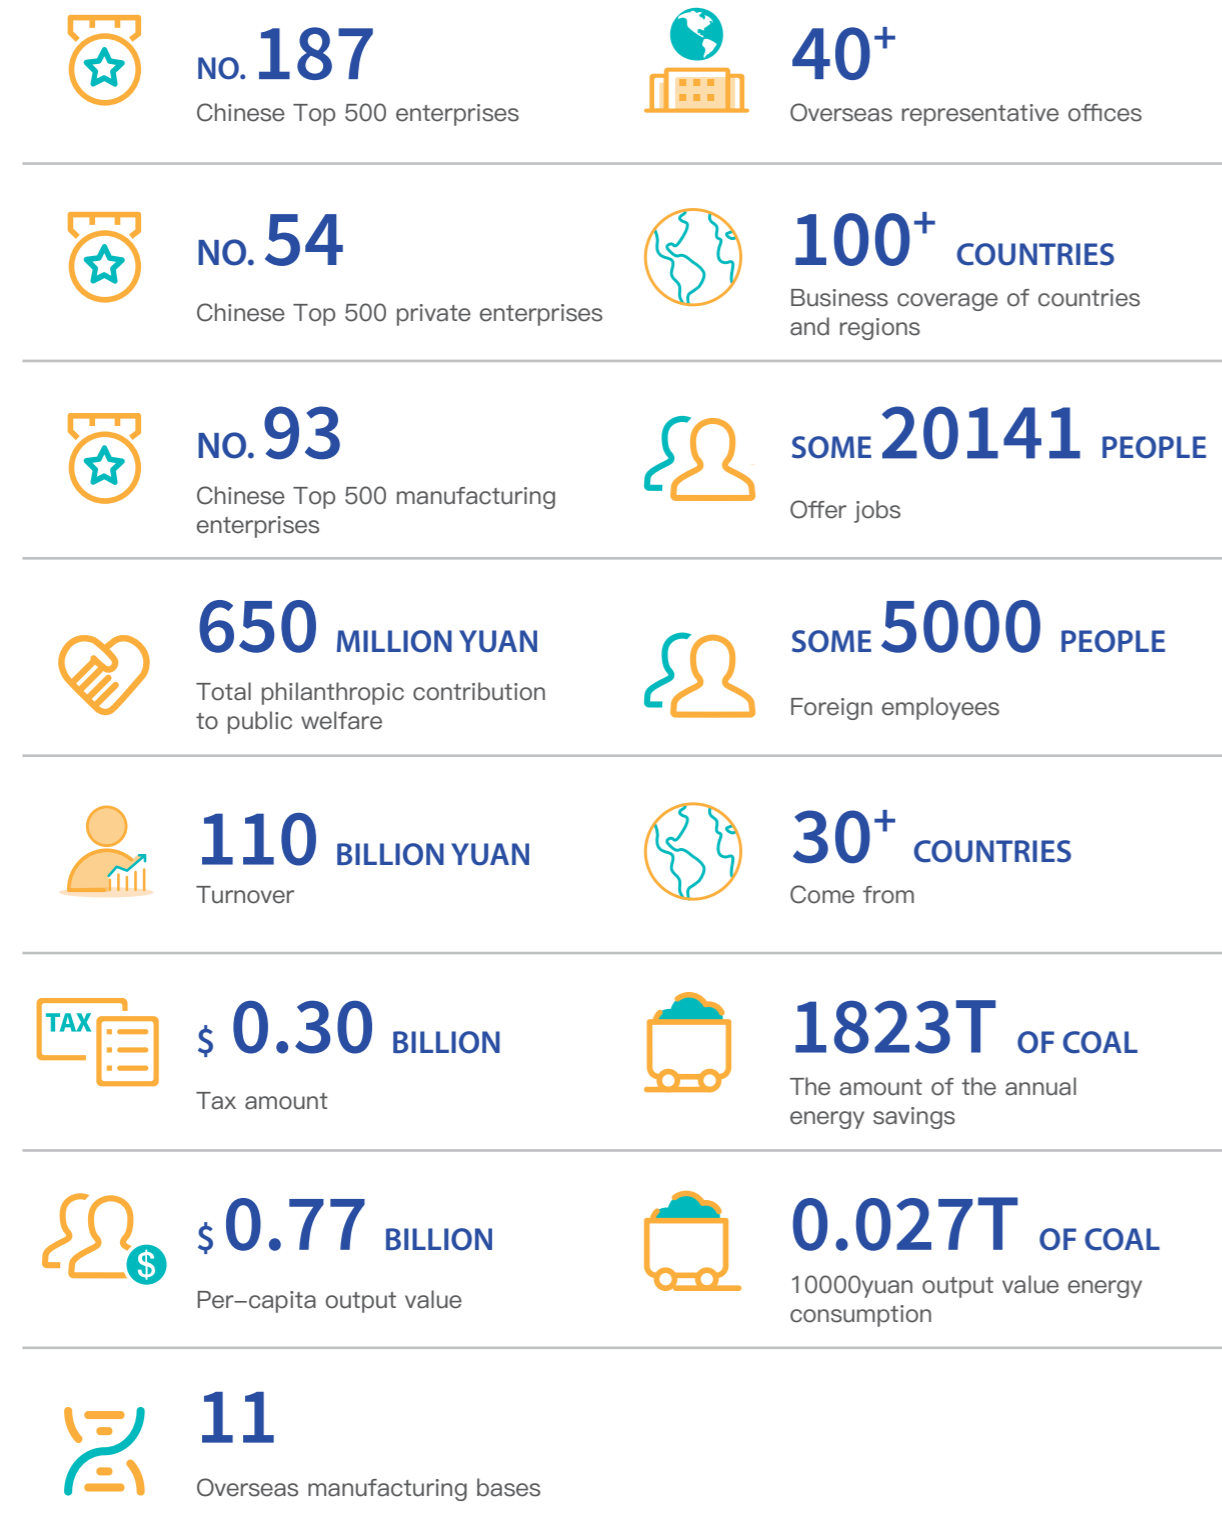 NO. 187
Chinese Top 500 enterprises
40+
Overseas representative offices
NO. 54
Chinese Top 500 private enterprises
100+ COUNTRIES
Business coverage of countries
and regions
NO. 93
Chinese Top 500 manufacturing
enterprises
SOME 20141 PEOPLE
Offer jobs
650 MILLION YUAN
Total philanthropic contribution
to public welfare
SOME 5000 PEOPLE
Foreign employees
110 BILLION YUAN
Turnover
30+ COUNTRIES
Come from
TAX
$ 0.30 BILLION
Tax amount
1823T OF COAL
The amount of the annual
energy savings
$
$ 0.77 BILLION
Per-capita output value
0.027T OF COAL
10000yuan output value energy
consumption
11
Overseas manufacturing bases